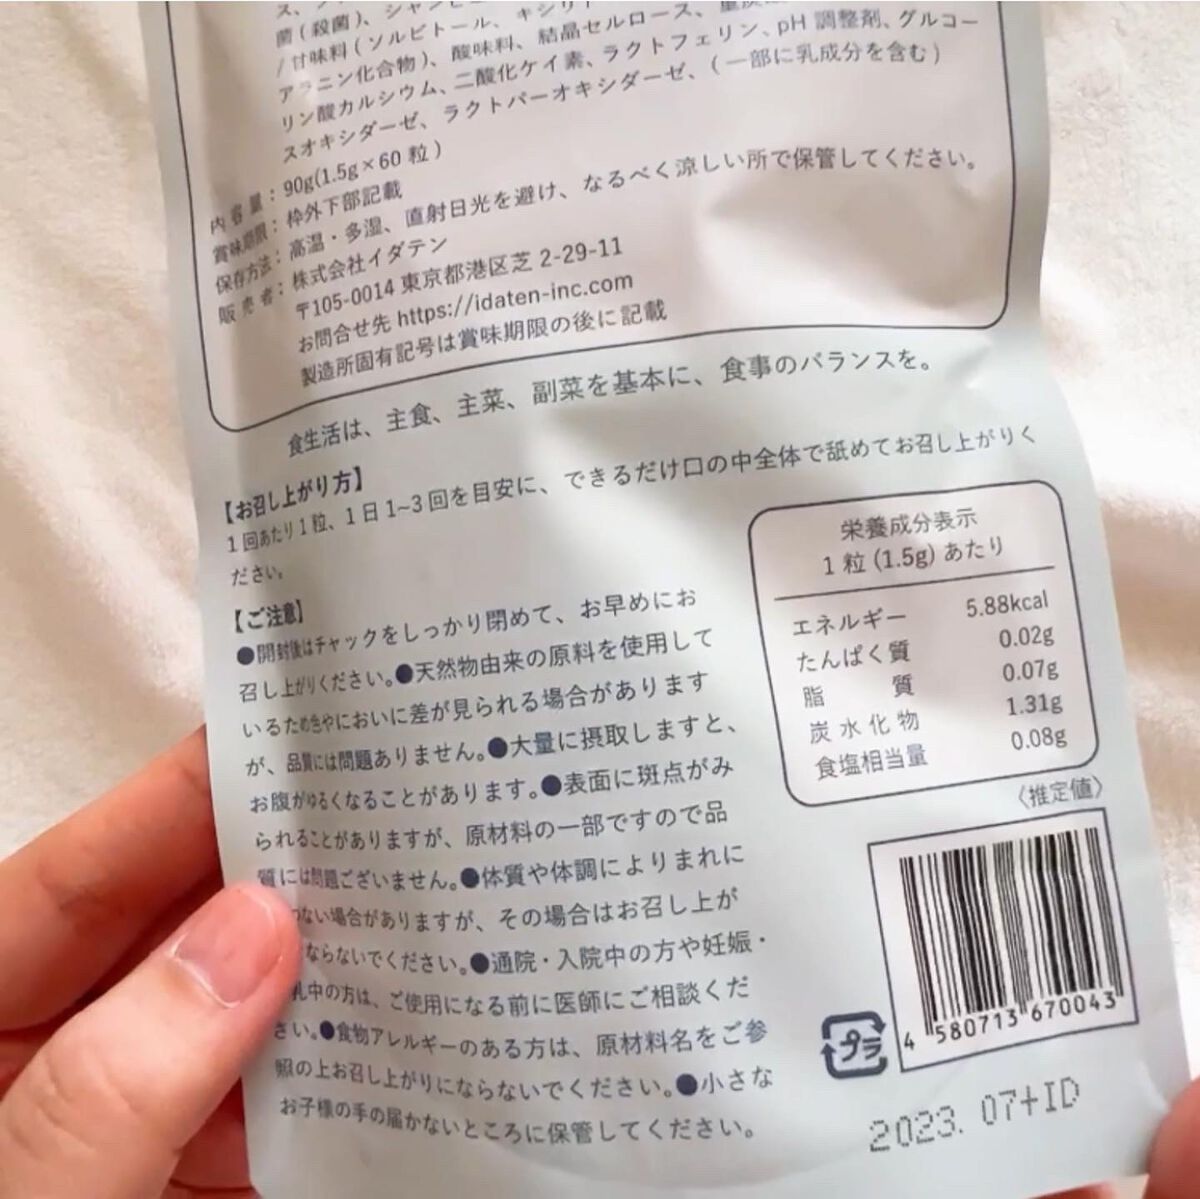 菌(殺菌)、シャンピ
/甘味料(ソルビトール、キシリ
アラニン化合物)、酸味料、結晶セルロース、重炭
リン酸カルシウム、二酸化ケイ素、ラクトフェリン、pH調整剤、グルコー
スオキシダーゼ、ラクトパーオキシダーゼ、(一部に乳成分を含む)
内容量:90g(1.5g×60粒)
賞味期限:枠外下部記載
保存方法:高温・多湿、直射日光を避け、なるべく涼しい所で保管してください。
販売者:株式会社イダテン
〒105-0014 東京都港区芝 2-29-11
お問合せ先 https://idaten-inc.com
製造所固有記号は賞味期限の後に記載
食生活は、主食、主菜、副菜を基本に、食事のバランスを。
【お召し上がり方】
1回あたり1粒、1日1~3回を目安に、できるだけ口の中全体で舐めてお召し上がりく
ださい。
【ご注意】
●開封後はチャックをしっかり閉めて、お早めにお
召し上がりください。●天然物由来の原料を使用して
いるため色やにおいに差が見られる場合があります
が、品質には問題ありません。●大量に摂取しますと、
お腹がゆるくなることがあります。●表面に斑点がみ
られることがありますが、原材料の一部ですので品
質には問題ございません。●体質や体調によりまれに
わない場合がありますが、その場合はお召し上が
ならないでください。●通院・入院中の方や妊娠・
乳中の方は、ご使用になる前に医師にご相談くだ
さい。●食物アレルギーのある方は、原材料名をご参
照の上お召し上がりにならないでください。●小さな
お子様の手の届かないところに保管してください。
栄養成分表示
1粒(1.5g)あたり
エネルギー 5.88kcal
たんぱく質 0.02g
脂質 0.07g
炭水化物 1.31g
食塩相当量 0.08g
〈推定値〉
4 580713 670043
プラ
2023.07+ID